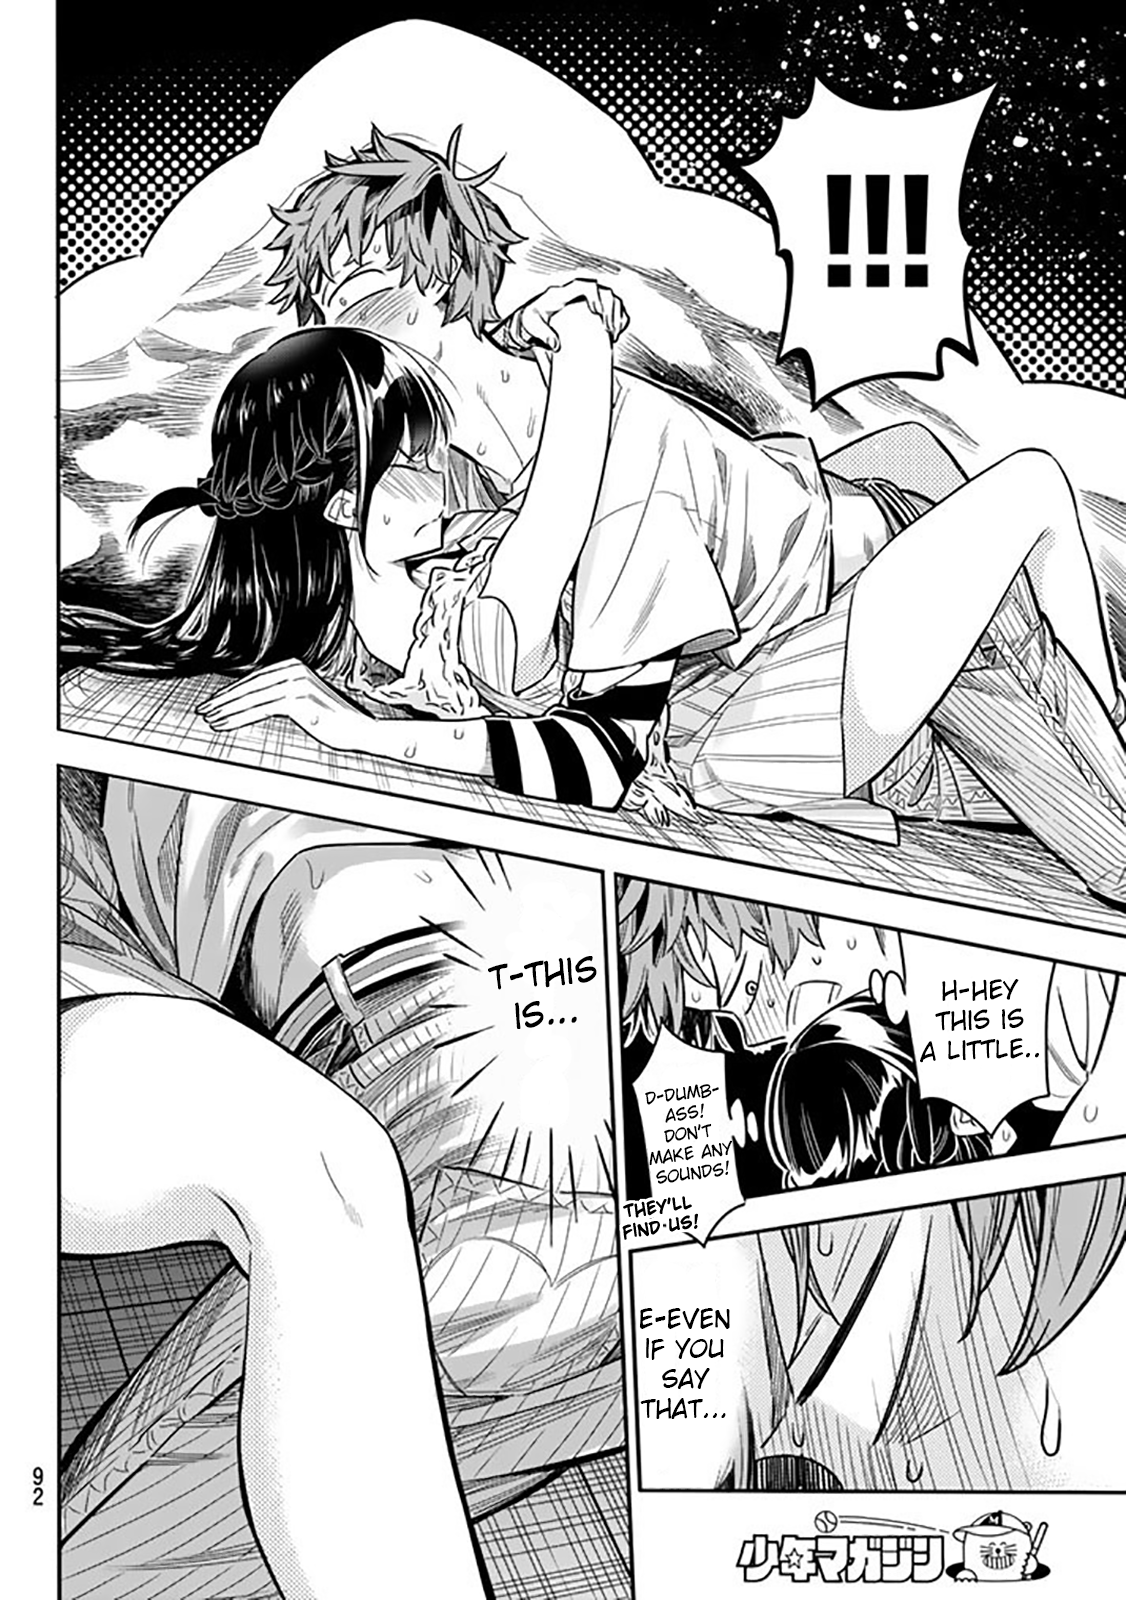 !!!
H-HEY
THIS IS
A LITTLE..
D-DUMB-
ASS!
DON'T
MAKE ANY
SOUNDS!
THEY'LL
FIND US!
T-THIS
IS...
E-EVEN
IF YOU
SAY
THAT...
92
少年マガジン